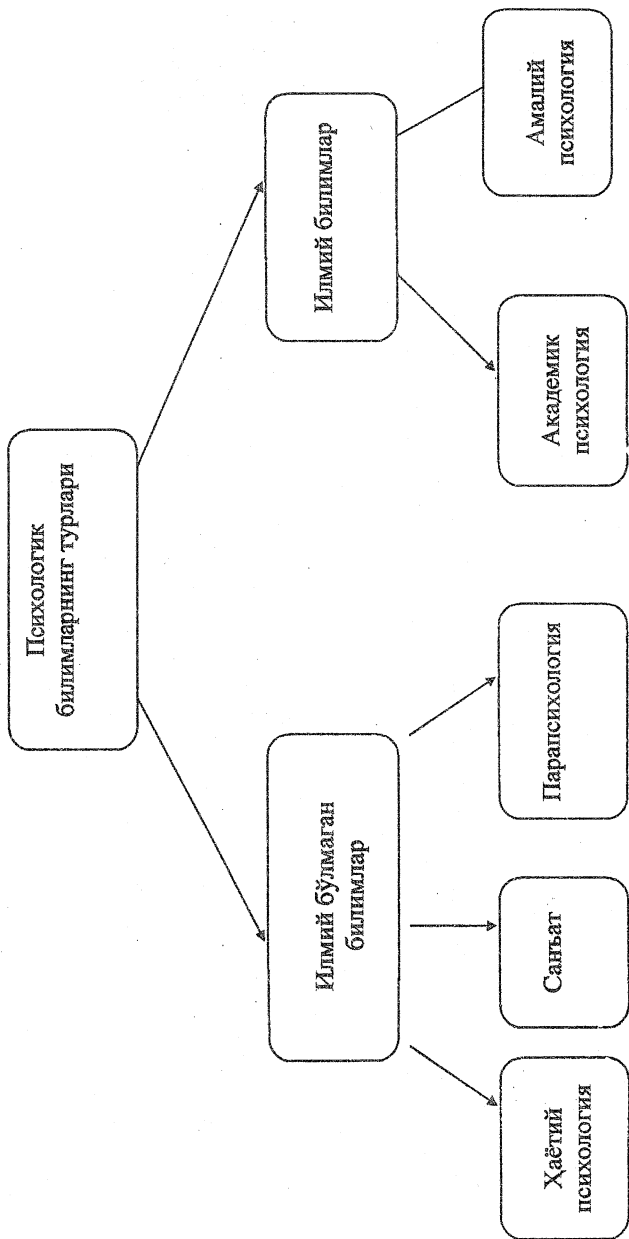 Психологик
билимларнинг турлари
Илмий бўлмаган
билимлар
Илмий билимлар
Ҳаётий
психология
Санъат
Парапсихология
Академик
психология
Амалий
психология